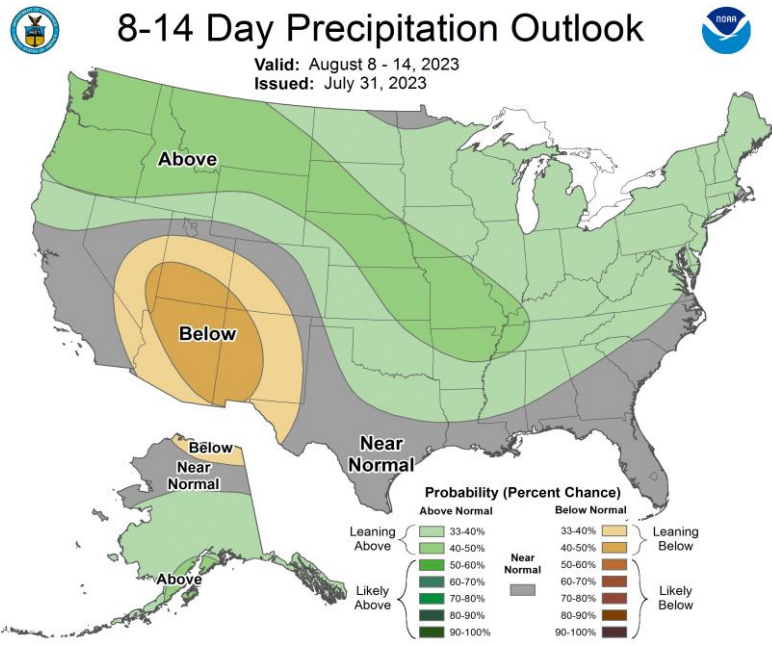 8-14 Day Precipitation Outlook
NOAA
Valid: August 8 - 14, 2023
Issued: July 31, 2023
Above
Below
Near
Normal
Below
Near
Normal
Above
Probability (Percent Chance)
Above Normal
Below Normal
Leaning
Above
33-40%
40-50%
Likely
Above
50-60%
60-70%
70-80%
80-90%
90-100%
Near
Normal
33-40%
40-50%
Leaning
Below
50-60%
60-70%
70-80%
80-90%
90-100%
Likely
Below